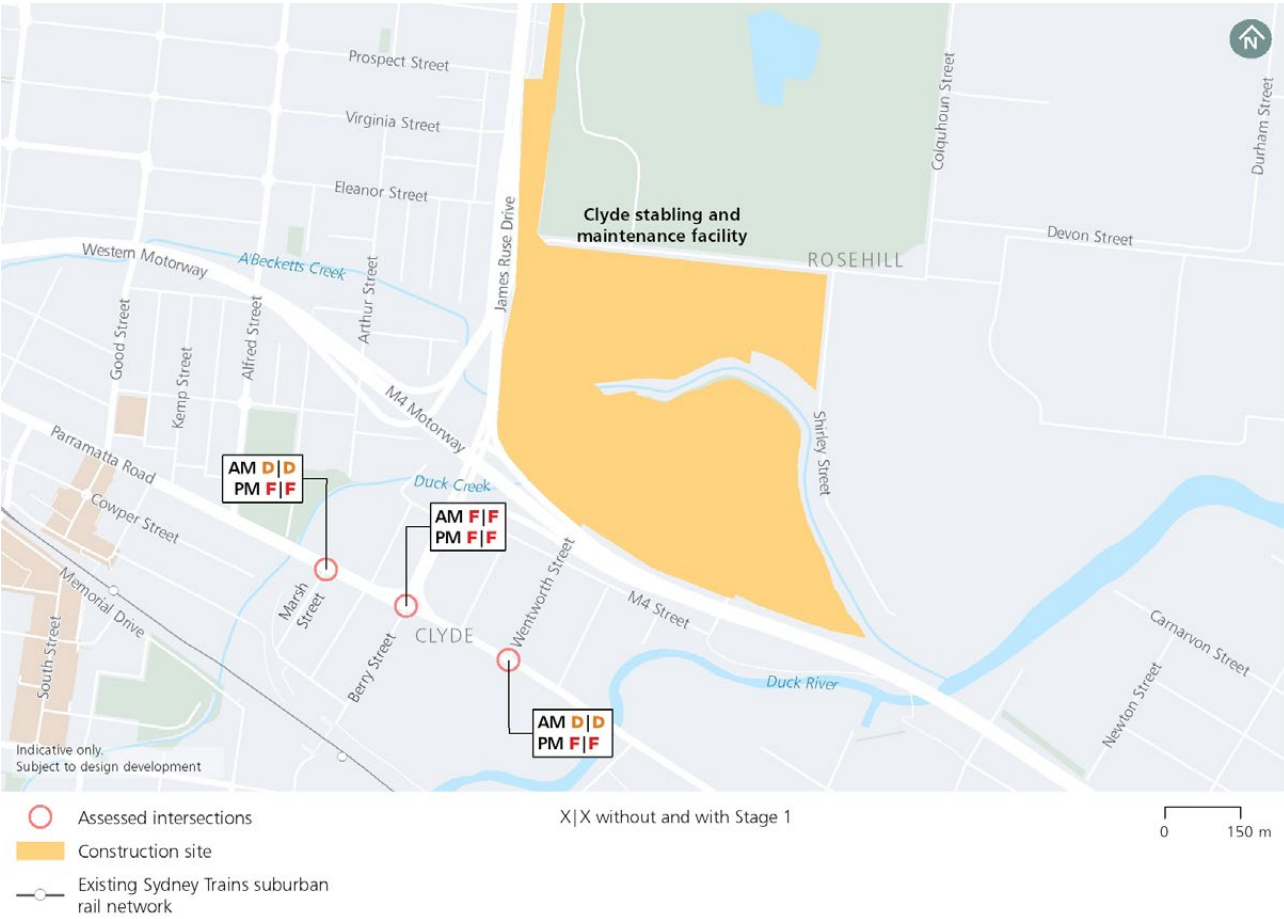 N
Prospect Street
Virginia Street
Eleanor Street
Colquhoun Street
Durham Street
Clyde stabling and
maintenance facility
Devon Street
ROSEHILL
James Ruse Drive
Western Motorway
A'Becketts Creek
Arthur Street
Good Street
Alfred Street
Kemp Street
M4 Motorway
Parramatta Road
Cowper Street
Shirley Street
AM D|D
PM F|F
Duck Creek
AM F|F
PM F|F
Memorial Drive
Marsh
Street
Wentworth Street
M4 Street
CLYDE
Berry Street
South Street
Duck River
Carnarvon Street
Newton Street
AM D|D
PM F|F
Indicative only.
Subject to design development
Assessed intersections
X|X without and with Stage 1
0 150 m
Construction site
Existing Sydney Trains suburban
rail network